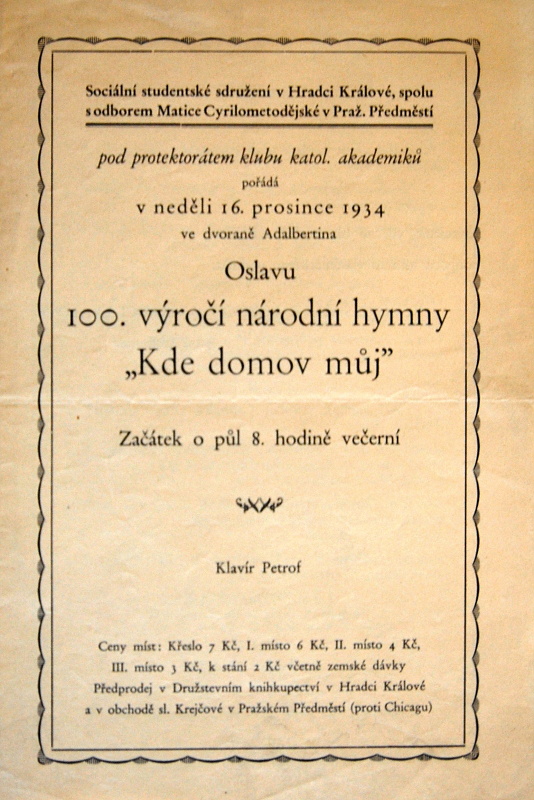 Sociální studentské sdružení v Hradci Králové, spolu
s odborem Matice Cyrilometodějské v Praž. Předměstí
pod protektorátem klubu katol. akademiků
pořádá
v neděli 16. prosince 1934
ve dvoraně Adalbertina
Oslavu
100. výročí národní hymny
„Kde domov můj”
Začátek o půl 8. hodině večerní
Klavír Petrof
Ceny míst: Křeslo 7 Kč, I. místo 6 Kč, II. místo 4 Kč,
III. místo 3 Kč, k stání 2 Kč včetně zemské dávky
Předprodej v Družstevním knihkupectví v Hradci Králové
a v obchodě sl. Krejčové v Pražském Předměstí (proti Chicagu)